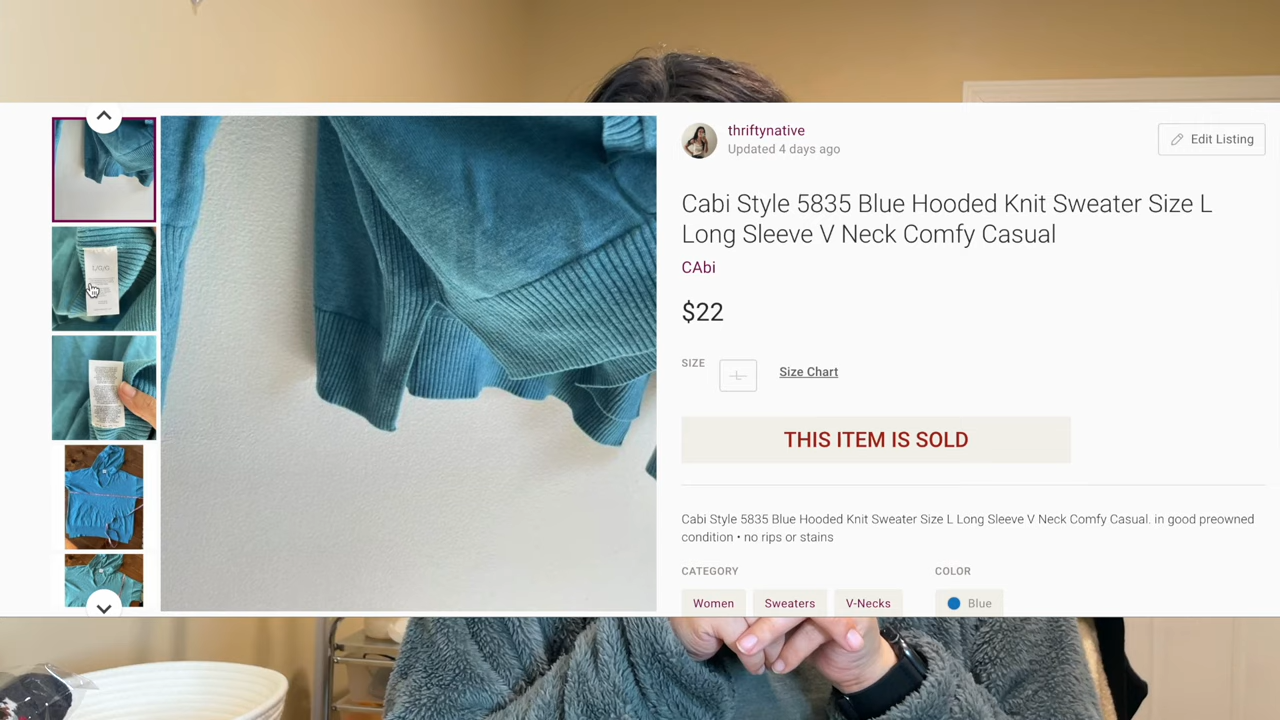 thriftynative
Updated 4 days ago
Edit Listing
Cabi Style 5835 Blue Hooded Knit Sweater Size L
Long Sleeve V Neck Comfy Casual
CAbi
$22
SIZE
L
Size Chart
THIS ITEM IS SOLD
Cabi Style 5835 Blue Hooded Knit Sweater Size L Long Sleeve V Neck Comfy Casual. in good preowned
condition • no rips or stains
CATEGORY
COLOR
Women
Sweaters
V-Necks
Blue